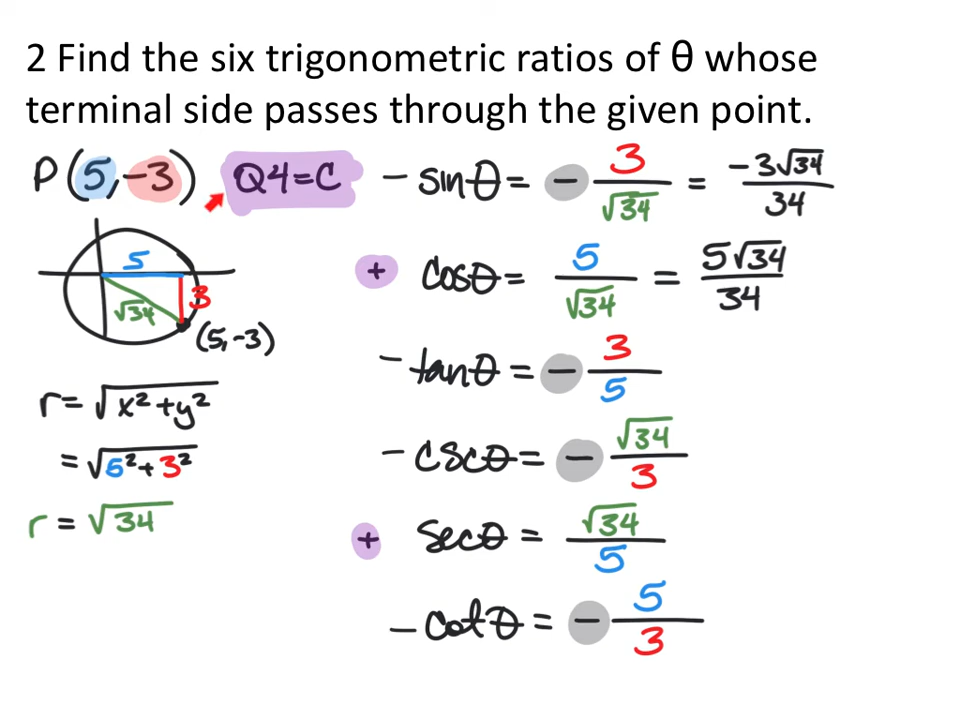 2 Find the six trigonometric ratios of θ whose
terminal side passes through the given point.
P(5,-3) Q4=C
5
3
√34
(5,-3)
r= √x²+y²
= √5²+3²
r = √34
- sinθ = - 3/√34 = -3√34/34
+ cosθ = 5/√34 = 5√34/34
- tanθ = - 3/5
- cscθ = - √34/3
+ secθ = √34/5
- cotθ = - 5/3